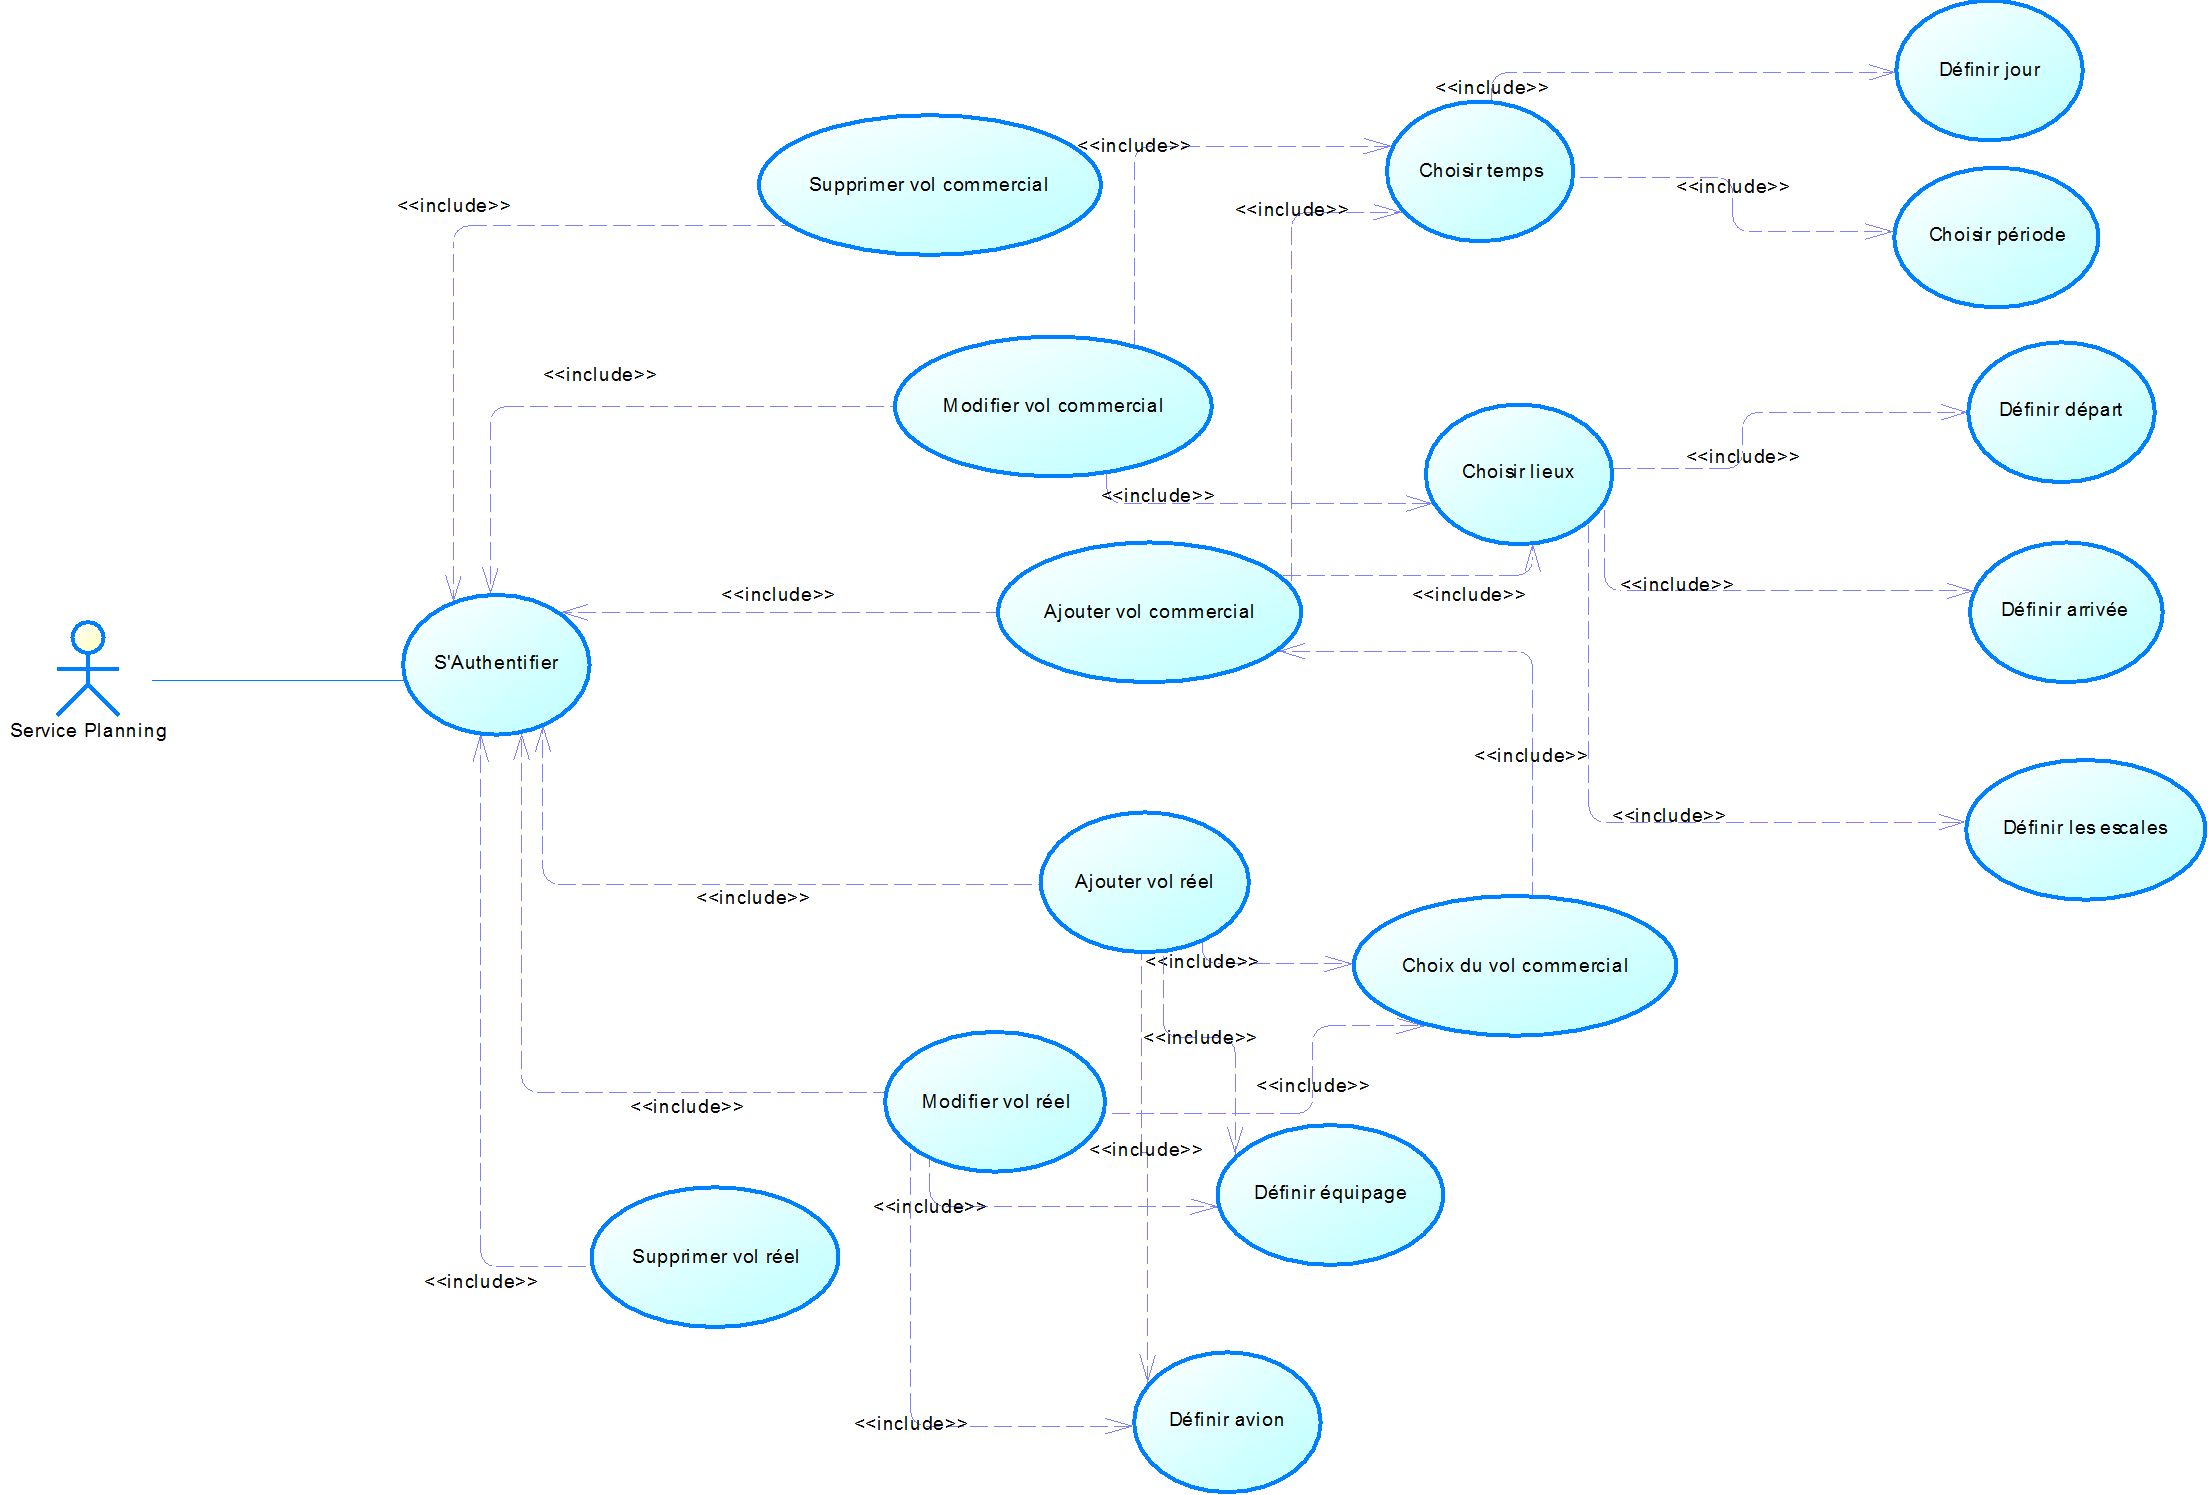 Définir jour
<<include>>
<<include>>
Choisir temps
Supprimer vol commercial
<<include>>
<<include>>
<<include>>
Choisir période
<<include>>
Modifier vol commercial
Définir départ
<<include>>
Choisir lieux
<<include>>
<<include>>
<<include>>
<<include>>
Ajouter vol commercial
Définir arrivée
S'Authentifier
Service Planning
<<include>>
<<include>>
Définir les escales
Ajouter vol réel
<<include>>
<<include>>
Choix du vol commercial
<<include>>
<<include>>
Modifier vol réel
<<include>>
<<include>>
Définir équipage
<<include>>
Supprimer vol réel
<<include>>
Définir avion
<<include>>